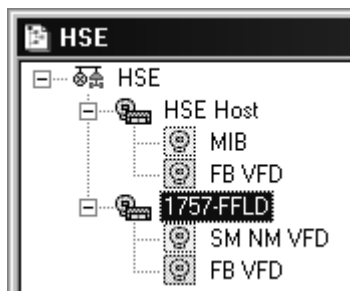 HSE
HSE
HSE Host
MIB
FB VFD
1757-FFLD
SM NM VFD
FB VFD